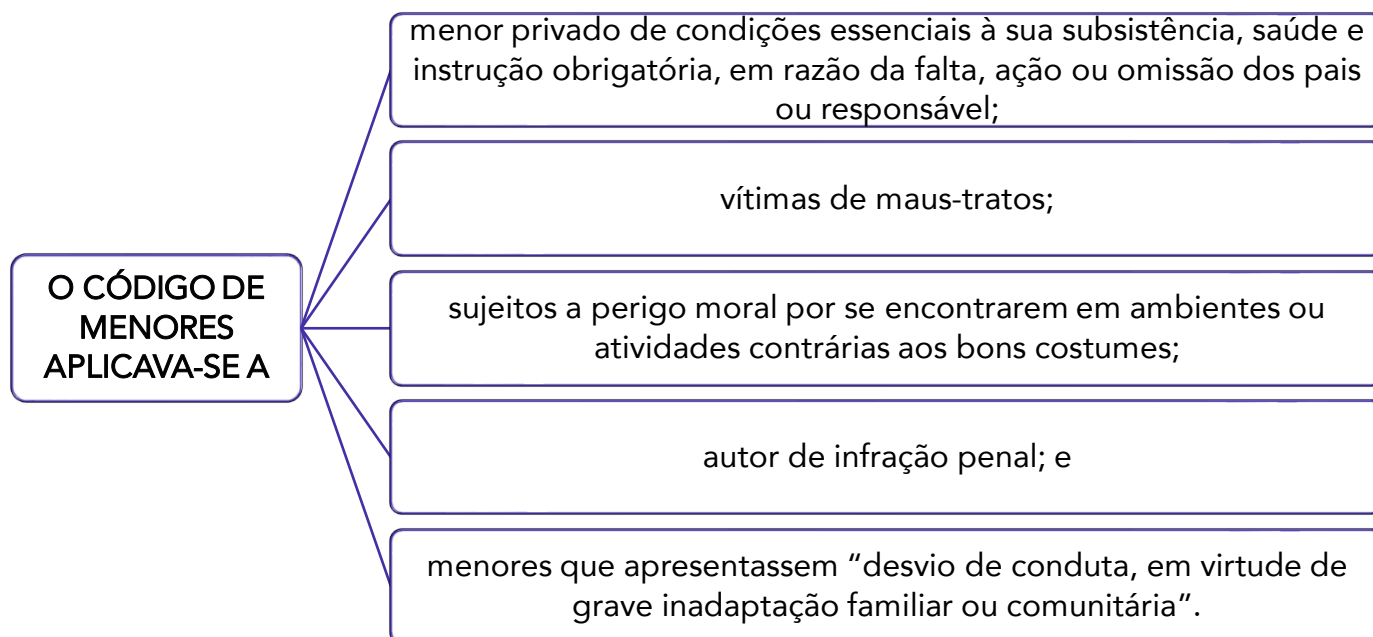 menor privado de condições essenciais à sua subsistência, saúde e
instrução obrigatória, em razão da falta, ação ou omissão dos pais
ou responsável;
vítimas de maus-tratos;
O CÓDIGO DE
MENORES
APLICAVA-SE A
sujeitos a perigo moral por se encontrarem em ambientes ou
atividades contrárias aos bons costumes;
autor de infração penal; e
menores que apresentassem “desvio de conduta, em virtude de
grave inadaptação familiar ou comunitária”.